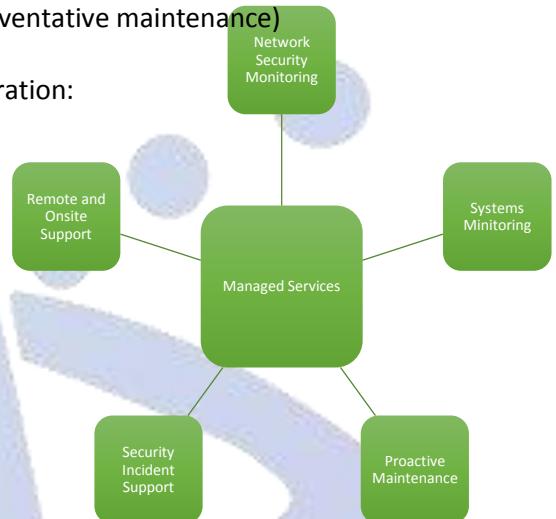 ventative maintenance)
ration:
Network
Security
Monitoring
Remote and
Onsite
Support
Systems
Minitoring
Managed Services
Security
Incident
Support
Proactive
Maintenance